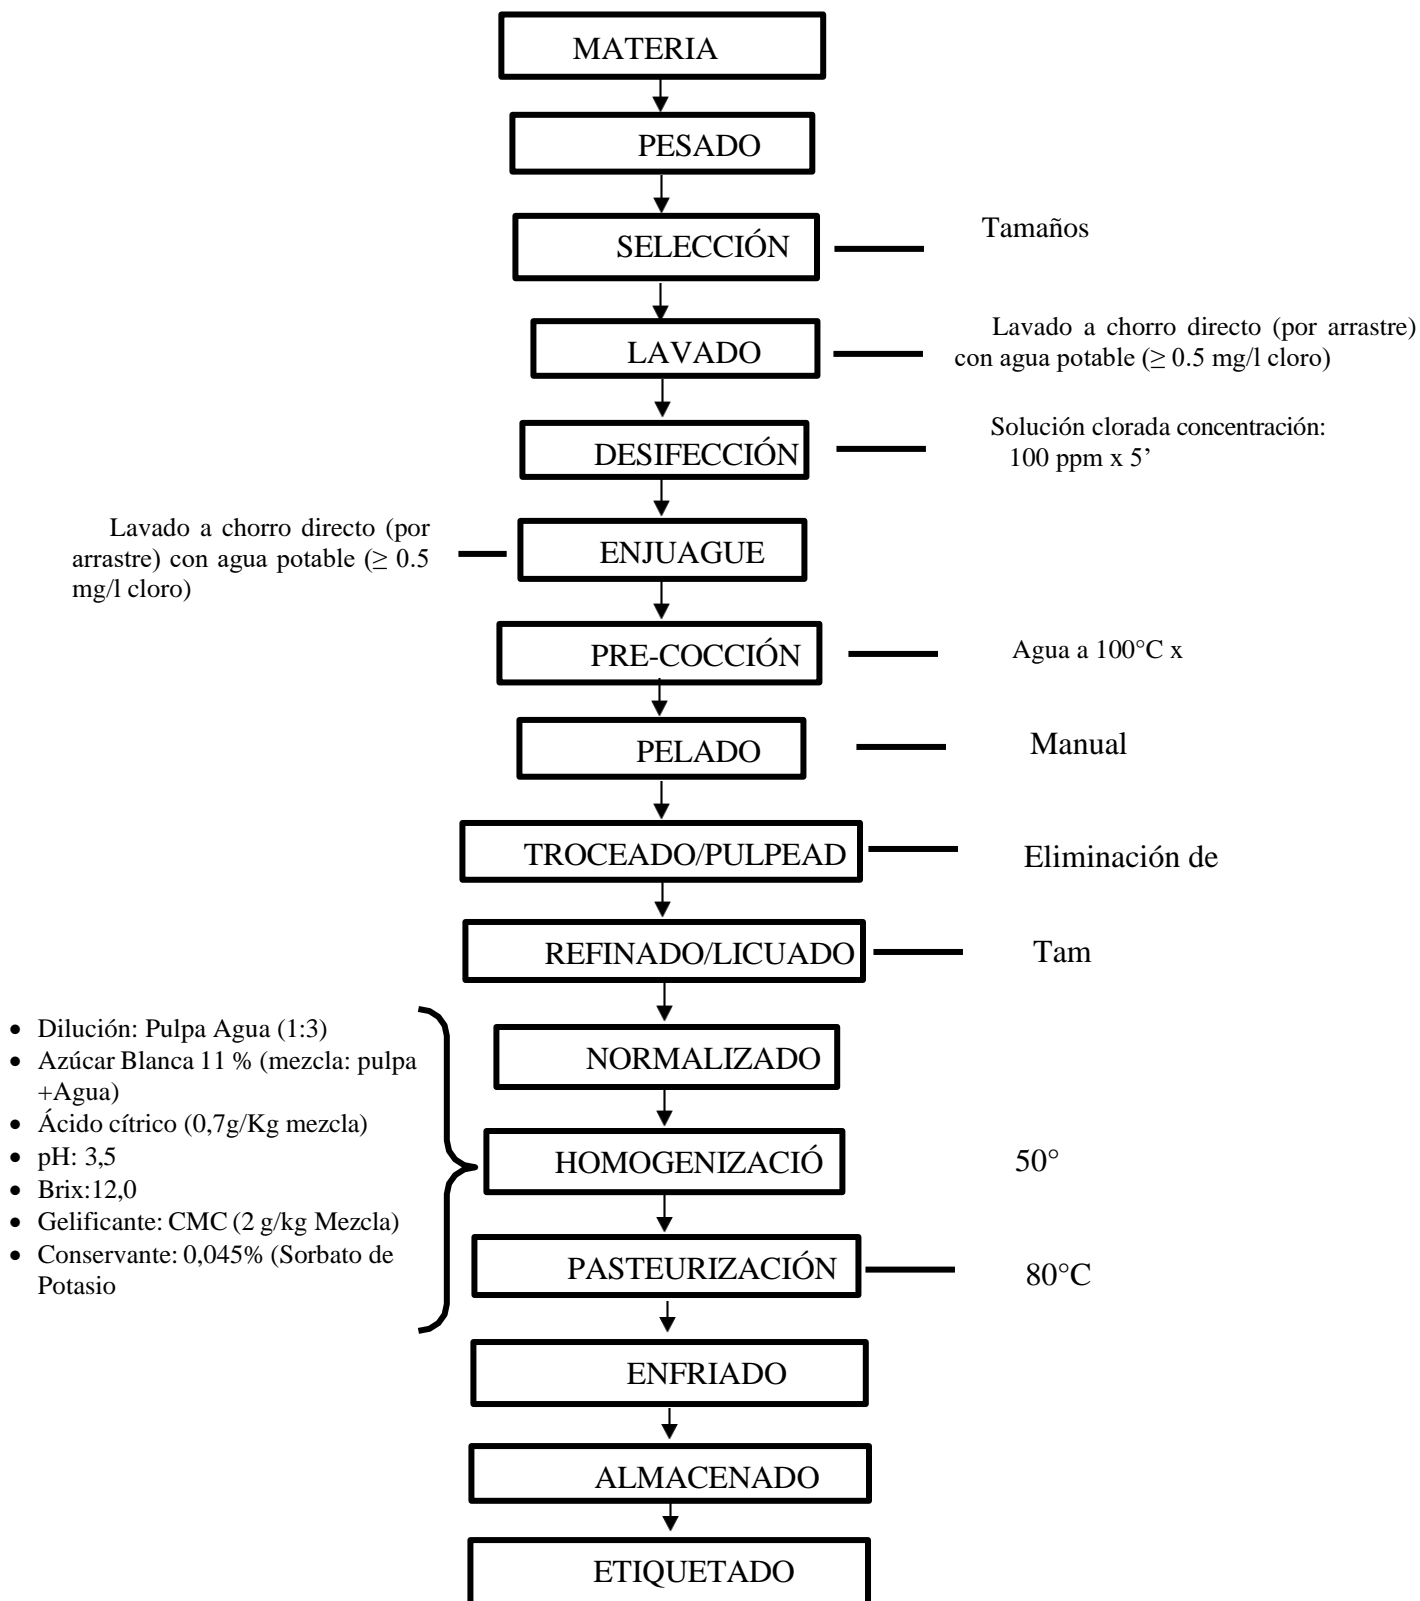 MATERIA
PESADO
SELECCIÓN
Tamaños
LAVADO
Lavado a chorro directo (por arrastre)
con agua potable (≥ 0.5 mg/l cloro)
DESIFECCIÓN
Solución clorada concentración:
100 ppm x 5’
Lavado a chorro directo (por
arrastre) con agua potable (≥ 0.5
mg/l cloro)
ENJUAGUE
PRE-COCCIÓN
Agua a 100°C x
PELADO
Manual
TROCEADO/PULPEAD
Eliminación de
REFINADO/LICUADO
Tam
• Dilución: Pulpa Agua (1:3)
• Azúcar Blanca 11 % (mezcla: pulpa
+Agua)
• Ácido cítrico (0,7g/Kg mezcla)
• pH: 3,5
• Brix:12,0
• Gelificante: CMC (2 g/kg Mezcla)
• Conservante: 0,045% (Sorbato de
Potasio
NORMALIZADO
HOMOGENIZACIÓ
50°
PASTEURIZACIÓN
80°C
ENFRIADO
ALMACENADO
ETIQUETADO